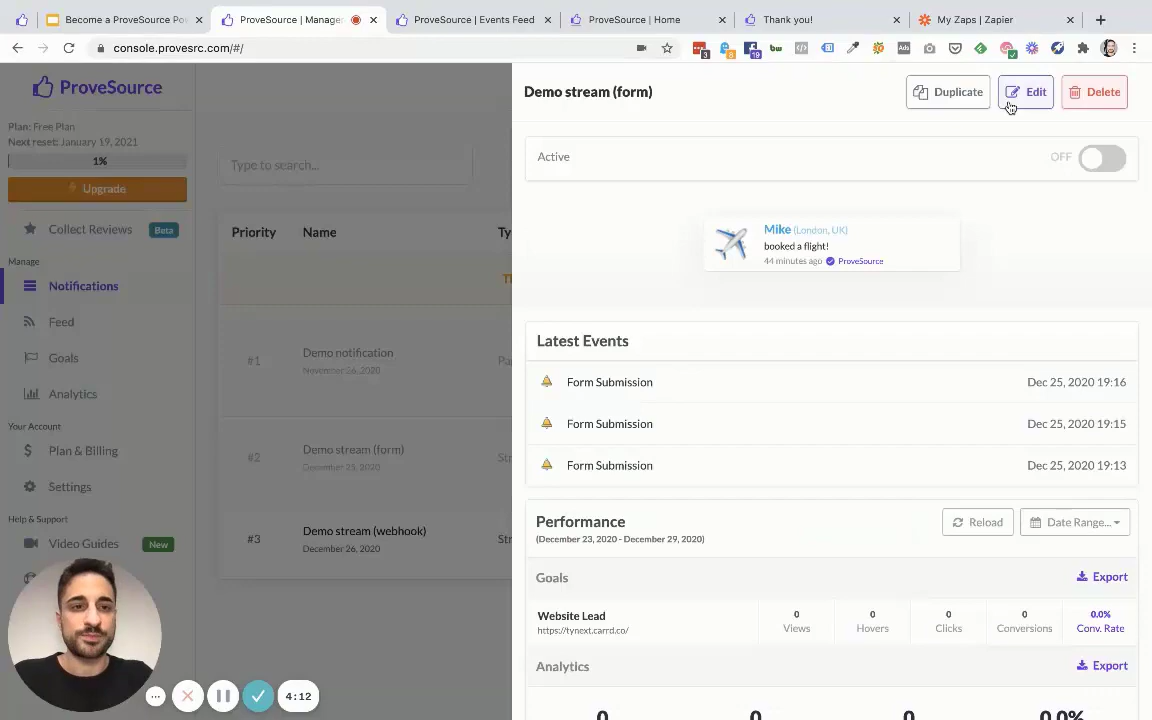 Become a ProveSource Po
ProveSource | Manage
ProveSource | Events Feed
ProveSource | Home
Thank you!
My Zaps | Zapier
console.provesrc.com/#/
3
8
19
bw
Ads
ProveSource
Plan: Free Plan
Next reset: January 19, 2021
1%
Upgrade
Collect Reviews Beta
Manage
Notifications
Feed
Goals
Analytics
Your Account
Plan & Billing
Settings
Help & Support
Video Guides New
Type to search...
Priority Name Ty
#1 Demo notification
November 26, 2020
#2 Demo stream (form)
December 25, 2020
#3 Demo stream (webhook)
December 26, 2020
Demo stream (form)
Duplicate Edit Delete
Active OFF
Mike (London, UK)
booked a flight!
44 minutes ago ProveSource
Latest Events
Form Submission Dec 25, 2020 19:16
Form Submission Dec 25, 2020 19:15
Form Submission Dec 25, 2020 19:13
Performance
(December 23, 2020 - December 29, 2020)
Reload Date Range...
Goals Export
Website Lead
https://tynext.carrd.co/
0 0 0 0 0.0%
Views Hovers Clicks Conversions Conv. Rate
Analytics Export
0 0 0 0.0%
4:12